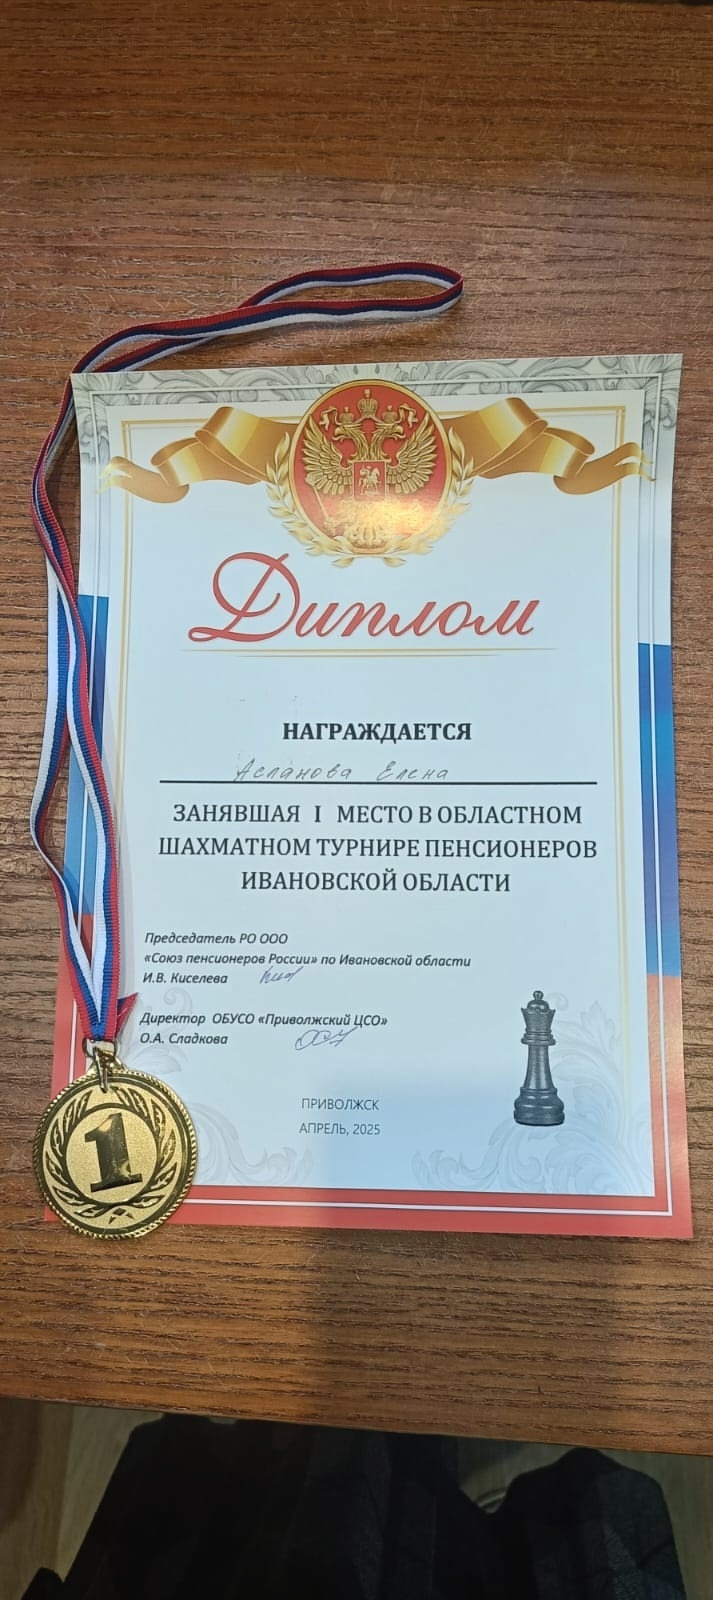 Диплом
НАГРАЖДАЕТСЯ
Асланова Елена
ЗАНЯВШАЯ I МЕСТО В ОБЛАСТНОМ
ШАХМАТНОМ ТУРНИРЕ ПЕНСИОНЕРОВ
ИВАНОВСКОЙ ОБЛАСТИ
Председатель РО ООО
«Союз пенсионеров России» по Ивановской области
И.В. Киселева
Директор ОБУСО «Приволжский ЦСО»
О.А. Сладкова
ПРИВОЛЖСК
АПРЕЛЬ, 2025
1